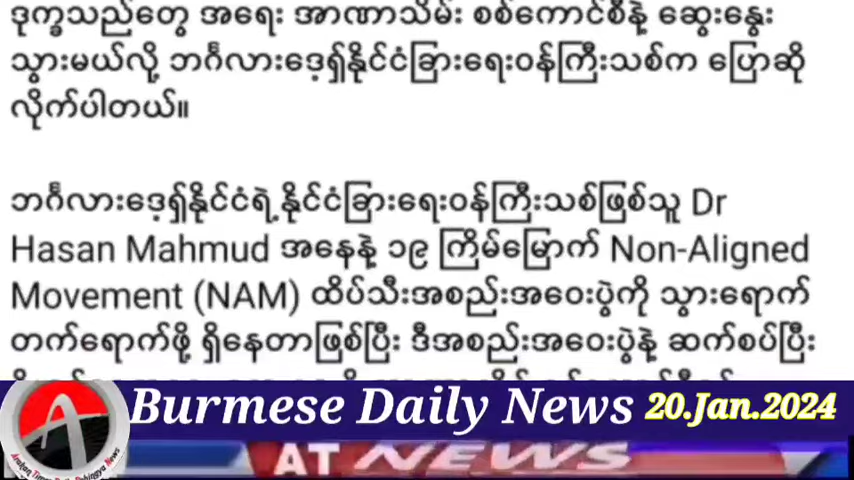 ဒုက္ခသည်တွေ အရေး အာဏာသိမ်း စစ်ကောင်စီနဲ့ ဆွေးနွေး
သွားမယ်လို့ ဘင်္ဂလားဒေ့ရှ်နိုင်ငံခြားရေးဝန်ကြီးသစ်က ပြောဆို
လိုက်ပါတယ်။
ဘင်္ဂလားဒေ့ရှ်နိုင်ငံရဲ့ နိုင်ငံခြားရေးဝန်ကြီးသစ်ဖြစ်သူ Dr
Hasan Mahmud အနေနဲ့ ၁၉ ကြိမ်မြောက် Non-Aligned
Movement (NAM) ထိပ်သီးအစည်းအဝေးပွဲကို သွားရောက်
တက်ရောက်ဖို့ ရှိနေတာဖြစ်ပြီး ဒီအစည်းအဝေးပွဲနဲ့ ဆက်စပ်ပြီး
Burmese Daily News 20.Jan.2024
AT NEWS